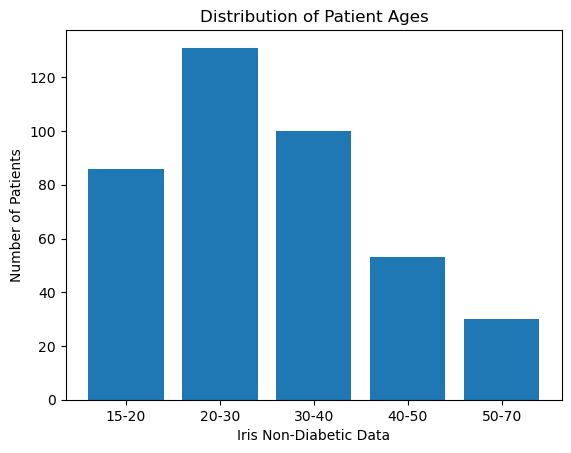 Distribution of Patient Ages
Number of Patients
120
100
80
60
40
20
0
15-20 20-30 30-40 40-50 50-70
Iris Non-Diabetic Data